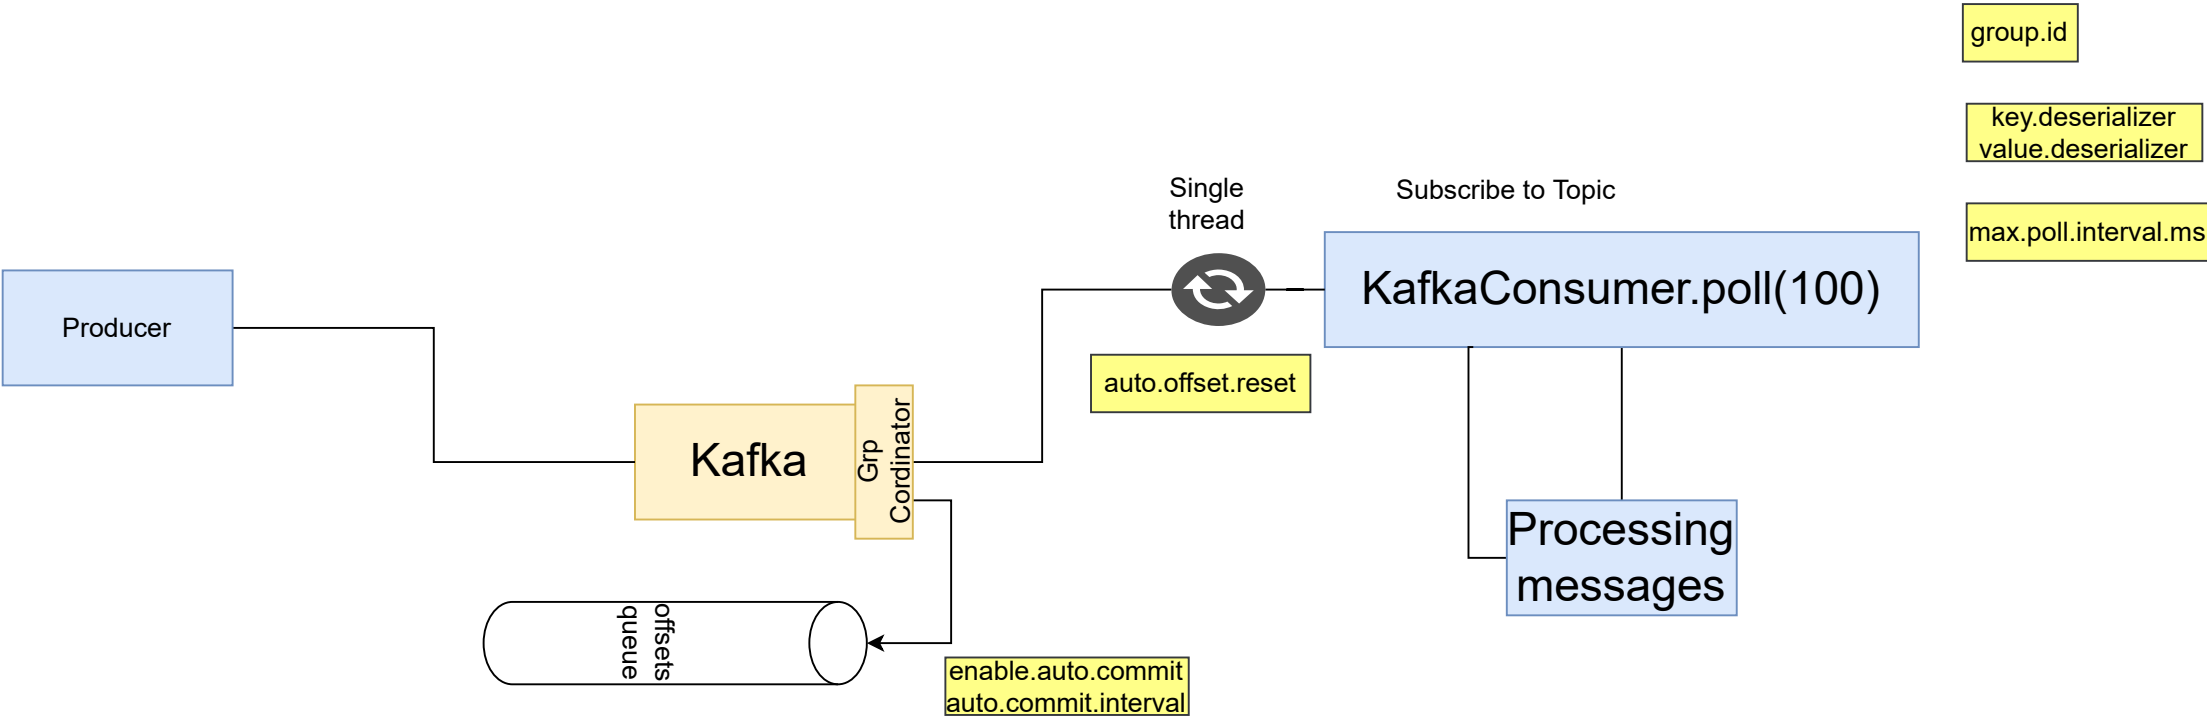 group.id
key.deserializer
value.deserializer
max.poll.interval.ms
Single
thread
Subscribe to Topic
KafkaConsumer.poll(100)
Producer
auto.offset.reset
Kafka
Grp
Cordinator
Processing
messages
offsets
queue
enable.auto.commit
auto.commit.interval